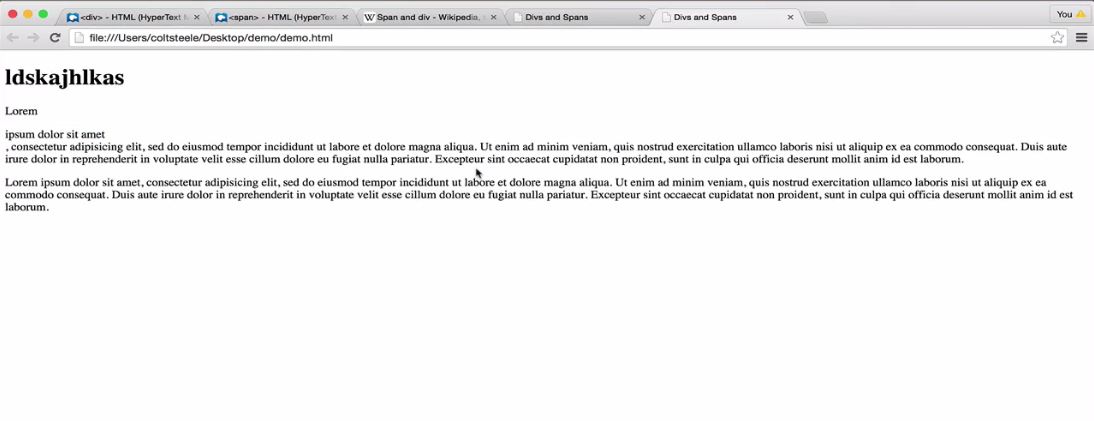 <div> - HTML (HyperText M
<span> - HTML (HyperText
Span and div - Wikipedia,
Divs and Spans
Divs and Spans
You
file:///Users/coltsteele/Desktop/demo/demo.html
ldskajhlkas
Lorem
ipsum dolor sit amet
, consectetur adipisicing elit, sed do eiusmod tempor incididunt ut labore et dolore magna aliqua. Ut enim ad minim veniam, quis nostrud exercitation ullamco laboris nisi ut aliquip ex ea commodo consequat. Duis aute
irure dolor in reprehenderit in voluptate velit esse cillum dolore eu fugiat nulla pariatur. Excepteur sint occaecat cupidatat non proident, sunt in culpa qui officia deserunt mollit anim id est laborum.
Lorem ipsum dolor sit amet, consectetur adipisicing elit, sed do eiusmod tempor incididunt ut labore et dolore magna aliqua. Ut enim ad minim veniam, quis nostrud exercitation ullamco laboris nisi ut aliquip ex ea
commodo consequat. Duis aute irure dolor in reprehenderit in voluptate velit esse cillum dolore eu fugiat nulla pariatur. Excepteur sint occaecat cupidatat non proident, sunt in culpa qui officia deserunt mollit anim id est
laborum.